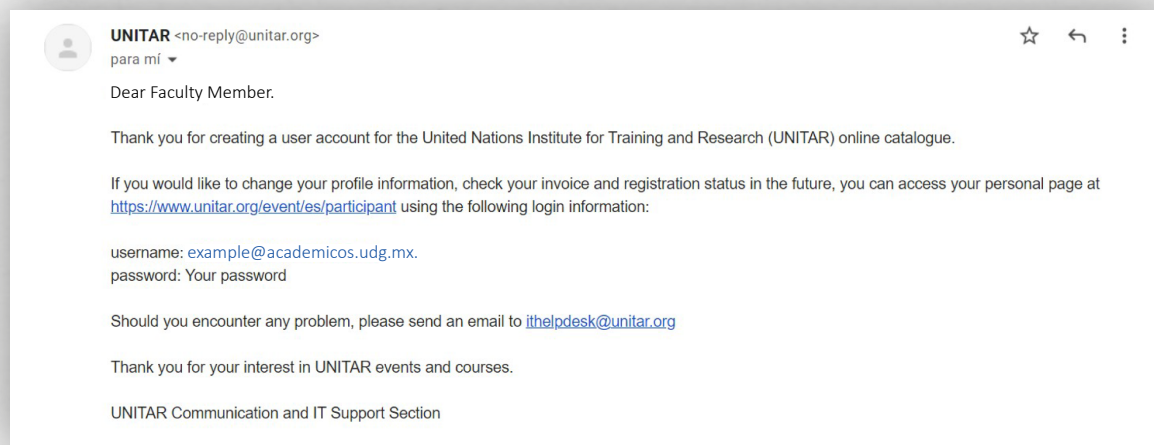 UNITAR <no-reply@unitar.org>
para mí
Dear Faculty Member.
Thank you for creating a user account for the United Nations Institute for Training and Research (UNITAR) online catalogue.
If you would like to change your profile information, check your invoice and registration status in the future, you can access your personal page at
https://www.unitar.org/event/es/participant using the following login information:
username: example@academicos.udg.mx.
password: Your password
Should you encounter any problem, please send an email to ithelpdesk@unitar.org
Thank you for your interest in UNITAR events and courses.
UNITAR Communication and IT Support Section